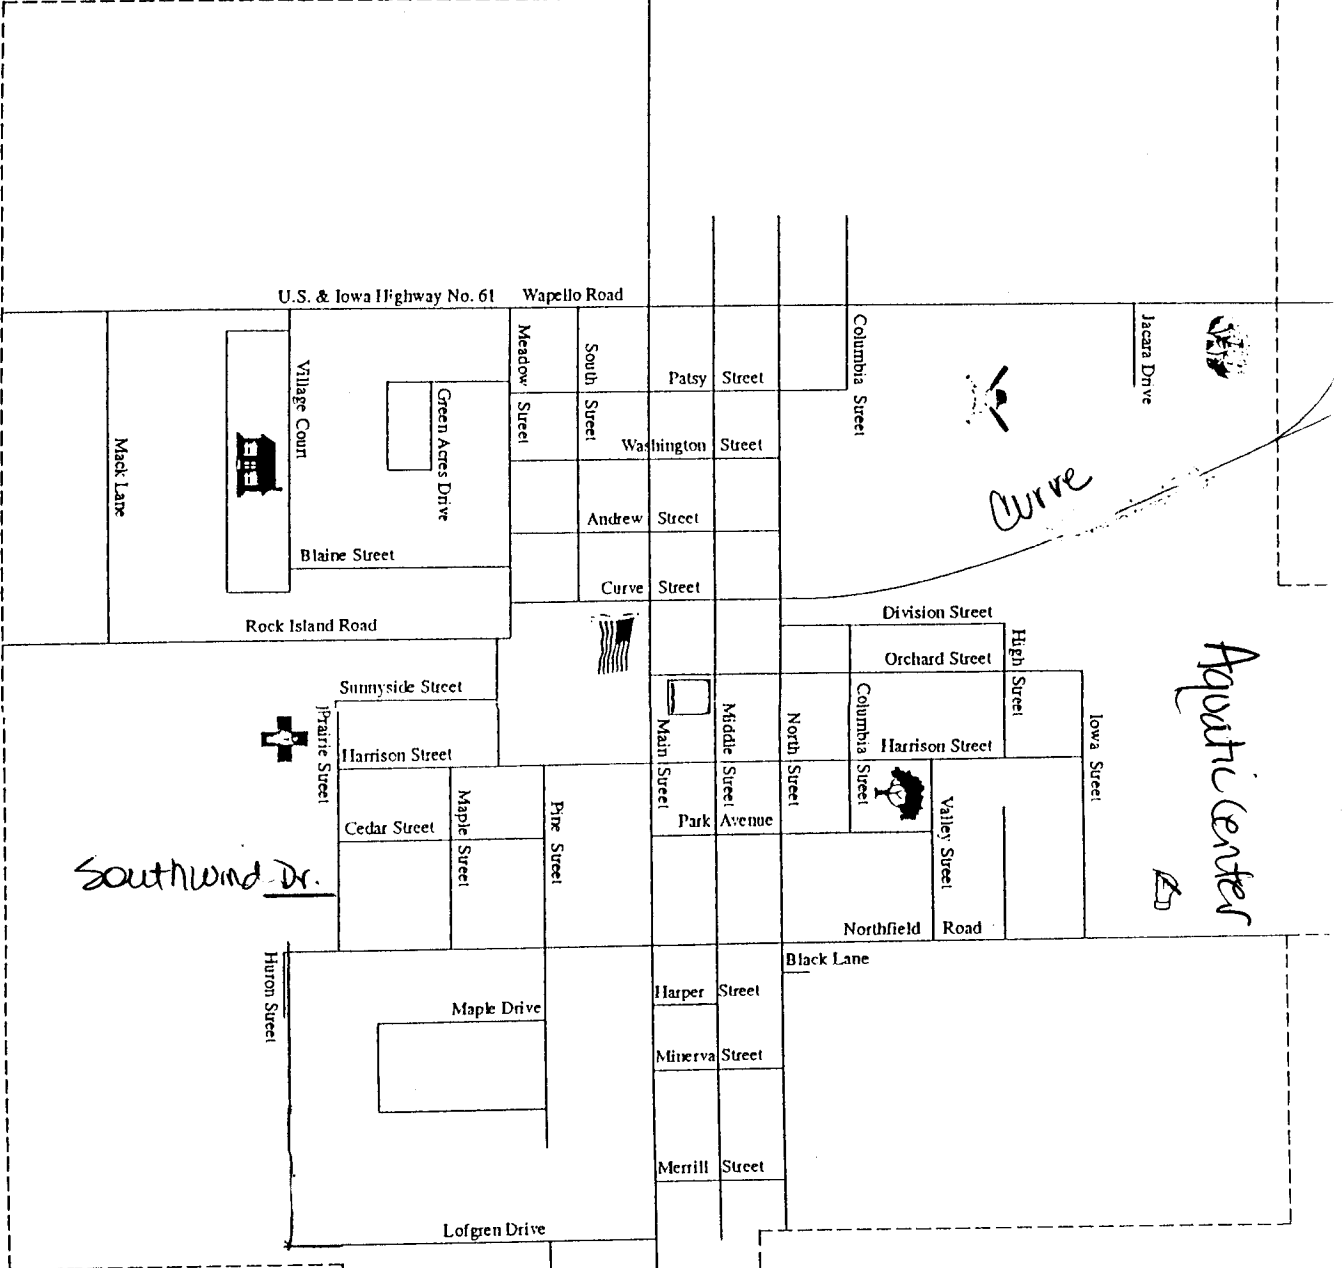 U.S. & Iowa Highway No. 61 Wapello Road
Meadow Street
South Street
Patsy Street
Columbia Street
Jacara Drive
Village Court
Green Acres Drive
Mack Lane
Washington Street
Curve
Andrew Street
Blaine Street
Curve Street
Rock Island Road
Division Street
High Street
Orchard Street
Aquatic Center
Sunnyside Street
Prairie Street
Harrison Street
Main Street
Middle Street
North Street
Columbia Street
Harrison Street
Iowa Street
Maple Street
Pine Street
Cedar Street
Park Avenue
Valley Street
Southwind Dr.
Northfield Road
Black Lane
Huron Street
Harper Street
Maple Drive
Minerva Street
Merrill Street
Lofgren Drive